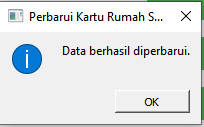 Perbarui Kartu Rumah S...
Data berhasil diperbarui.
OK